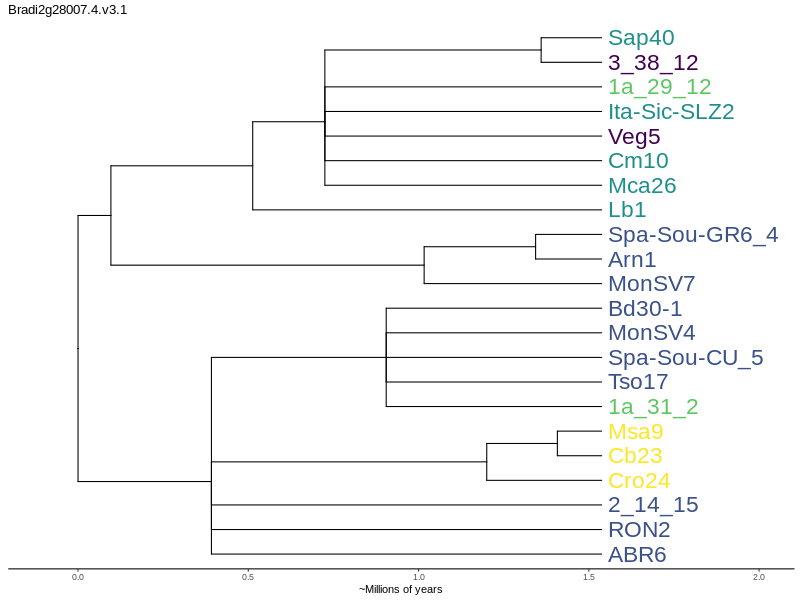 Bradi2g28007.4.v3.1
Sap40
3_38_12
1a_29_12
Ita-Sic-SLZ2
Veg5
Cm10
Mca26
Lb1
Spa-Sou-GR6_4
Arn1
MonSV7
Bd30-1
MonSV4
Spa-Sou-CU_5
Tso17
1a_31_2
Msa9
Cb23
Cro24
2_14_15
RON2
ABR6
0.0 0.5 1.0 1.5 2.0
~Millions of years